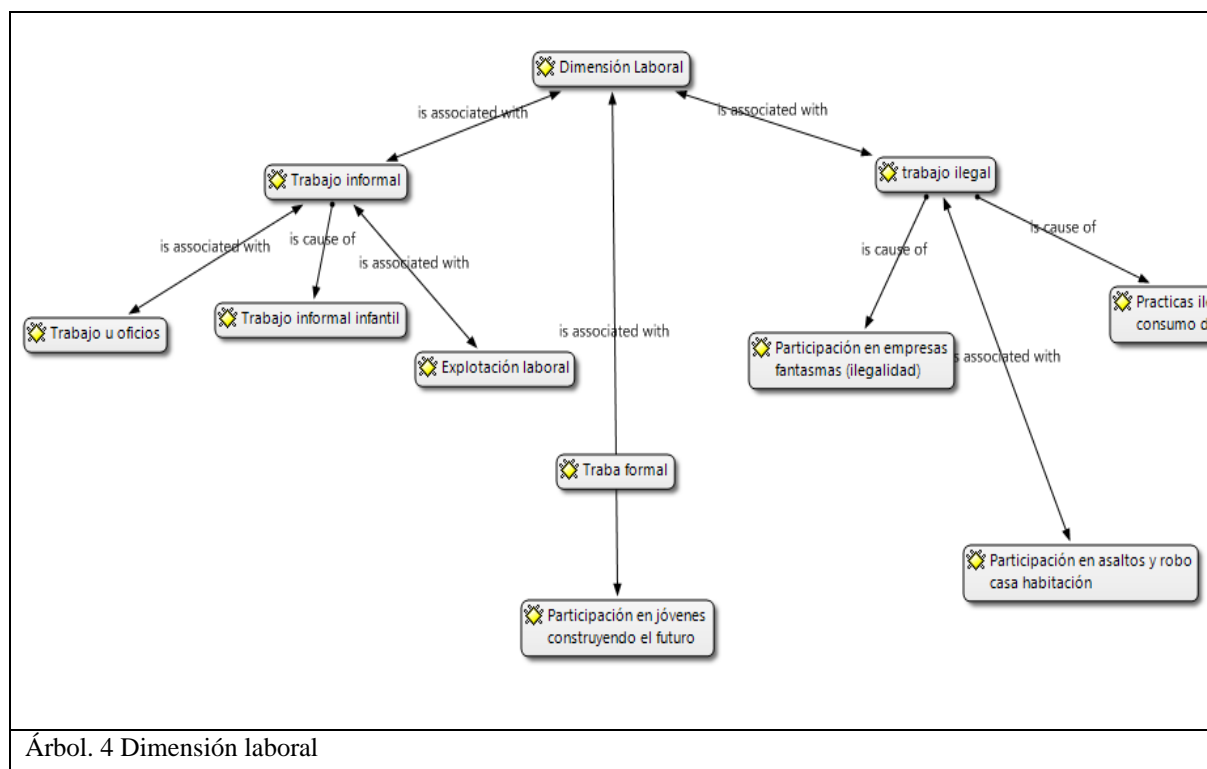 Dimensión Laboral
is associated with
is associated with
Trabajo informal
trabajo ilegal
is associated with
is cause of
is associated with
is cause of
is cause of
Trabajo u oficios
Trabajo informal infantil
Explotación laboral
is associated with
Participación en empresas
fantasmas (ilegalidad)
s associated with
Practicas
consumo
Traba formal
Participación en asaltos y robo
casa habitación
Participación en jóvenes
construyendo el futuro
Árbol. 4 Dimensión laboral